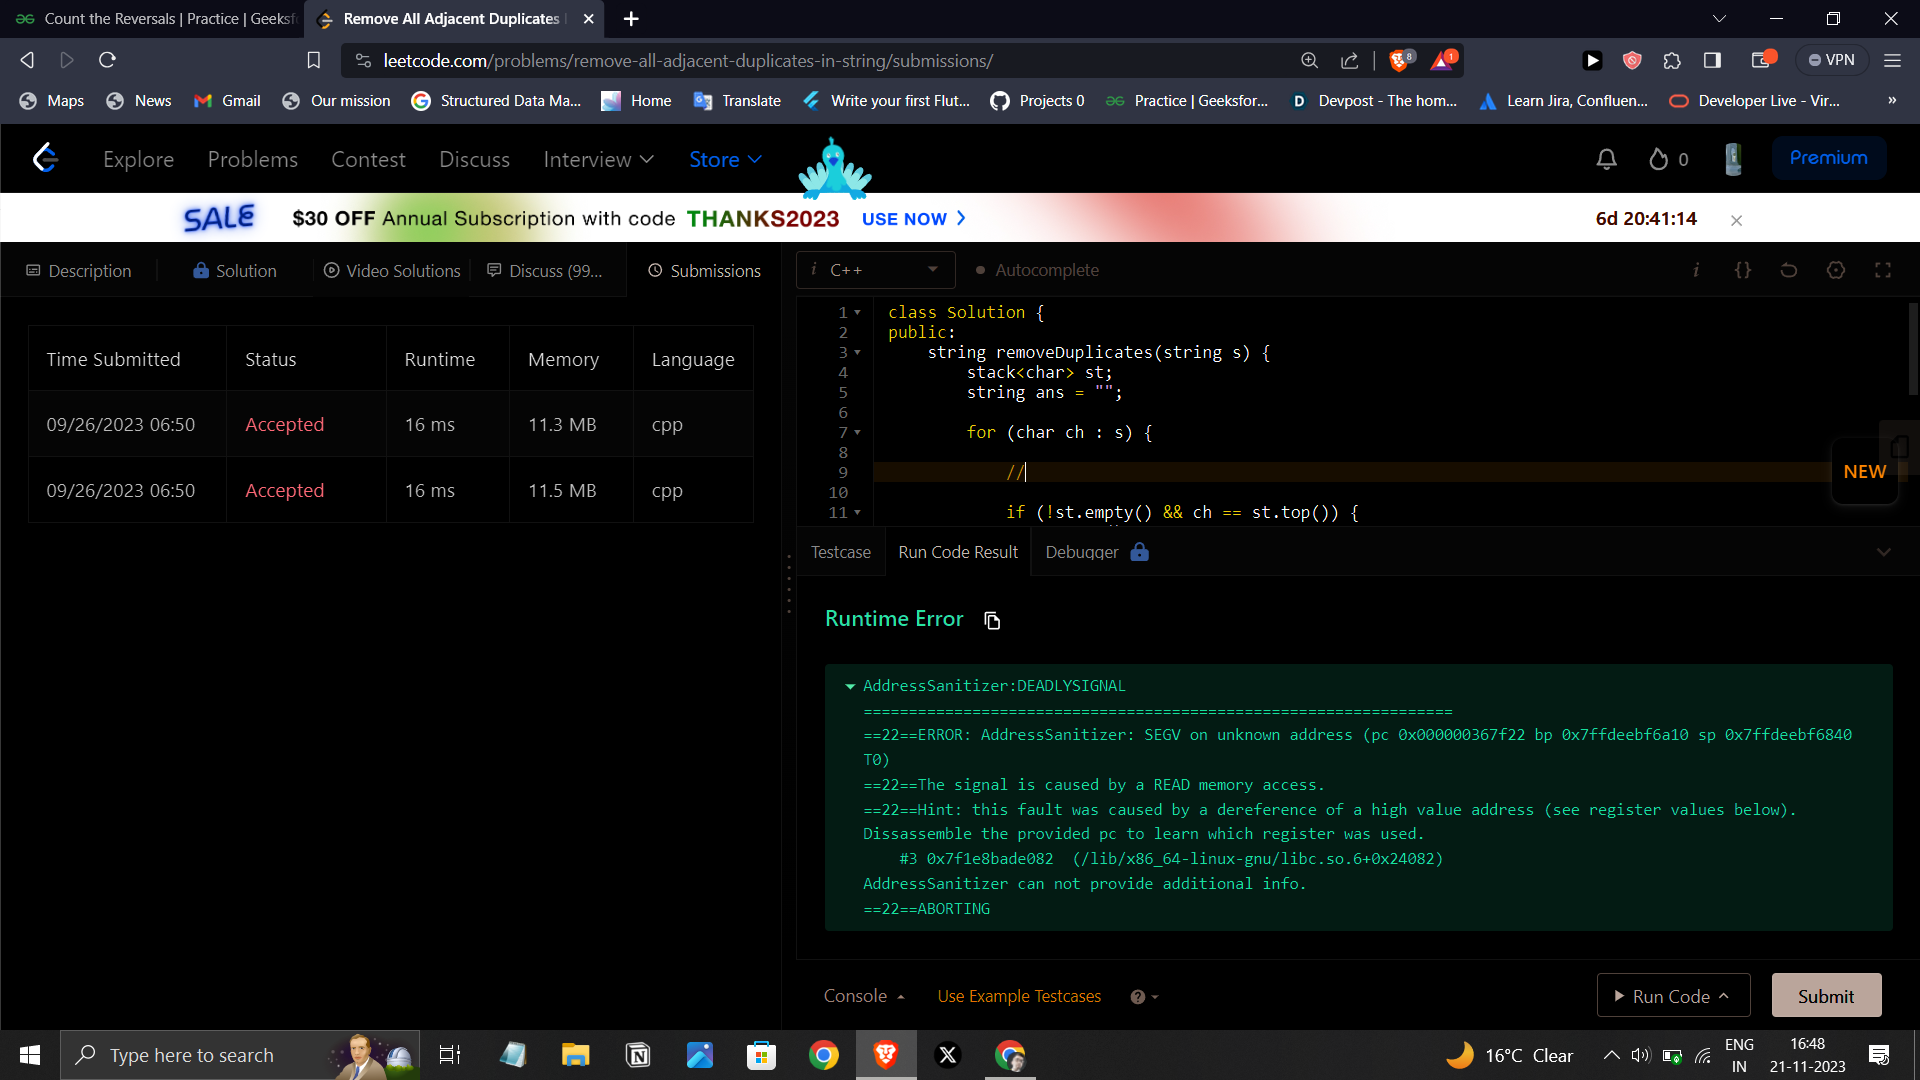 Count the Reversals | Practice | Geeksf
Remove All Adjacent Duplicates
leetcode.com/problems/remove-all-adjacent-duplicates-in-string/submissions/
8
1
VPN
Maps
News
Gmail
Our mission
Structured Data Ma...
Home
Translate
Write your first Flut...
Projects 0
Practice | Geeksfor...
Devpost - The hom...
Learn Jira, Confluen...
Developer Live - Vir...
»
Explore
Problems
Contest
Discuss
Interview
Store
0
Premium
SALE
$30 OFF Annual Subscription with code THANKS2023 USE NOW
6d 20:41:14
Description
Solution
Video Solutions
Discuss (99...
Submissions
i C++
Autocomplete
i {}
Time Submitted Status Runtime Memory Language
09/26/2023 06:50 Accepted 16 ms 11.3 MB cpp
09/26/2023 06:50 Accepted 16 ms 11.5 MB cpp
1 class Solution {
2 public:
3 string removeDuplicates(string s) {
4 stack<char> st;
5 string ans = "";
6
7 for (char ch : s) {
8
9 //
10
11 if (!st.empty() && ch == st.top()) {
NEW
Testcase
Run Code Result
Debugger
Runtime Error
AddressSanitizer:DEADLYSIGNAL
=================================================================
==22==ERROR: AddressSanitizer: SEGV on unknown address (pc 0x000000367f22 bp 0x7ffdeebf6a10 sp 0x7ffdeebf6840
T0)
==22==The signal is caused by a READ memory access.
==22==Hint: this fault was caused by a dereference of a high value address (see register values below).
Dissassemble the provided pc to learn which register was used.
#3 0x7f1e8bade082 (/lib/x86_64-linux-gnu/libc.so.6+0x24082)
AddressSanitizer can not provide additional info.
==22==ABORTING
Console
Use Example Testcases
?
Run Code
Submit
Type here to search
16°C Clear
ENG
IN
16:48
21-11-2023